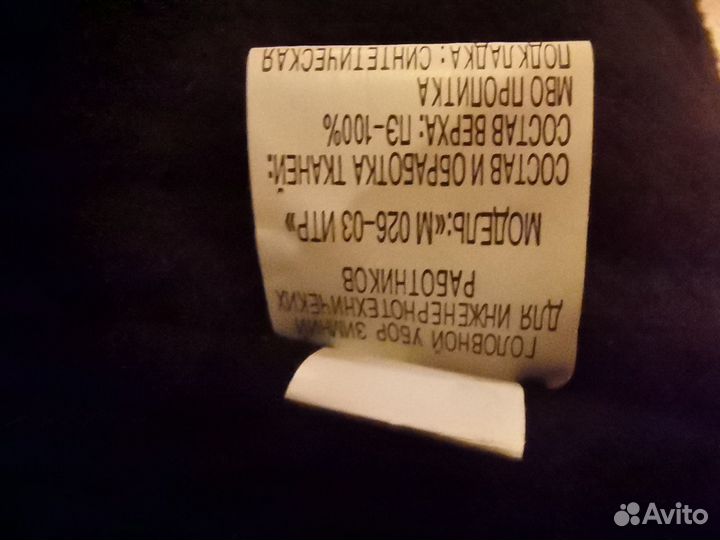 ГОЛОВНОЙ УБОР ЗИМНИЙ
ДЛЯ ИНЖЕНЕРНОТЕХНИЧЕКИХ
РАБОТНИКОВ
МОДЕЛЬ:«М 026-03 ИТР»
СОСТАВ И ОБРАБОТКА ТКАНЕЙ:
СОСТАВ ВЕРХА: ПЭ-100%
МВО ПРОПИТКА
ПОДКЛАДКА: СИНТЕТИЧЕСКАЯ
Avito